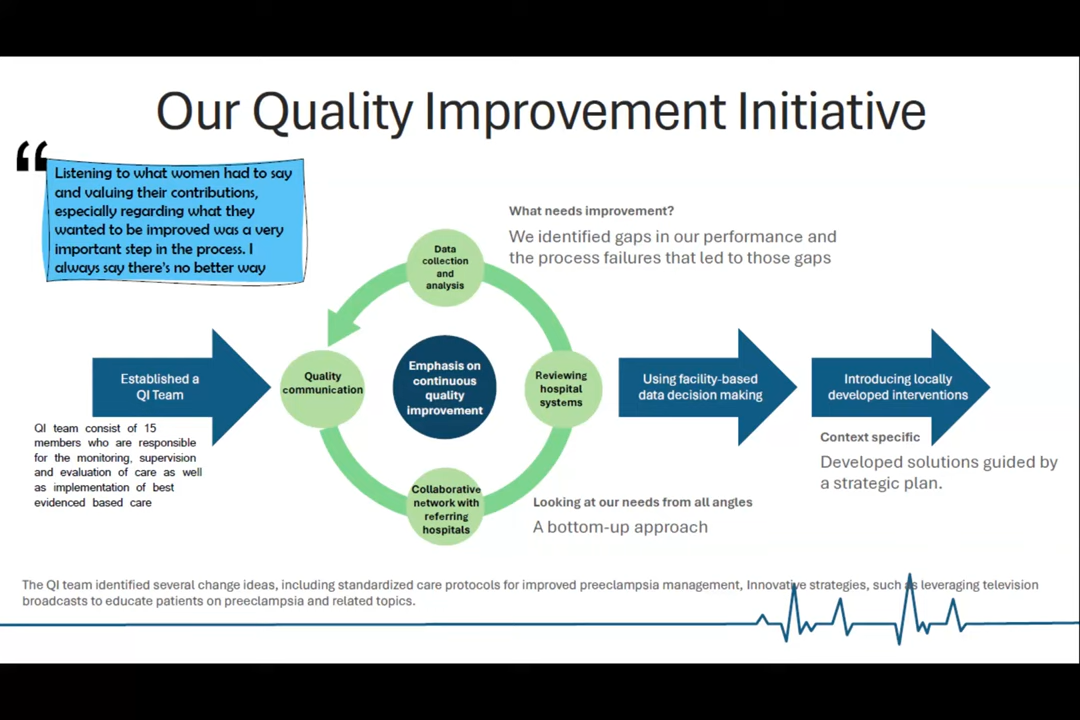 Our Quality Improvement Initiative
“
Listening to what women had to say
and valuing their contributions,
especially regarding what they
wanted to be improved was a very
important step in the process. I
always say there's no better way
What needs improvement?
We identified gaps in our performance and
the process failures that led to those gaps
Data
collection
and
analysis
Established a
QI Team
Quality
communication
Emphasis on
continuous
quality
improvement
Reviewing
hospital
systems
Using facility-based
data decision making
Introducing locally
developed interventions
QI team consist of 15
members who are responsible
for the monitoring, supervision
and evaluation of care as well
as implementation of best
evidenced based care
Context specific
Developed solutions guided by
a strategic plan.
Collaborative
network with
referring
hospitals
Looking at our needs from all angles
A bottom-up approach
The QI team identified several change ideas, including standardized care protocols for improved preeclampsia management, Innovative strategies, such as leveraging television
broadcasts to educate patients on preeclampsia and related topics.